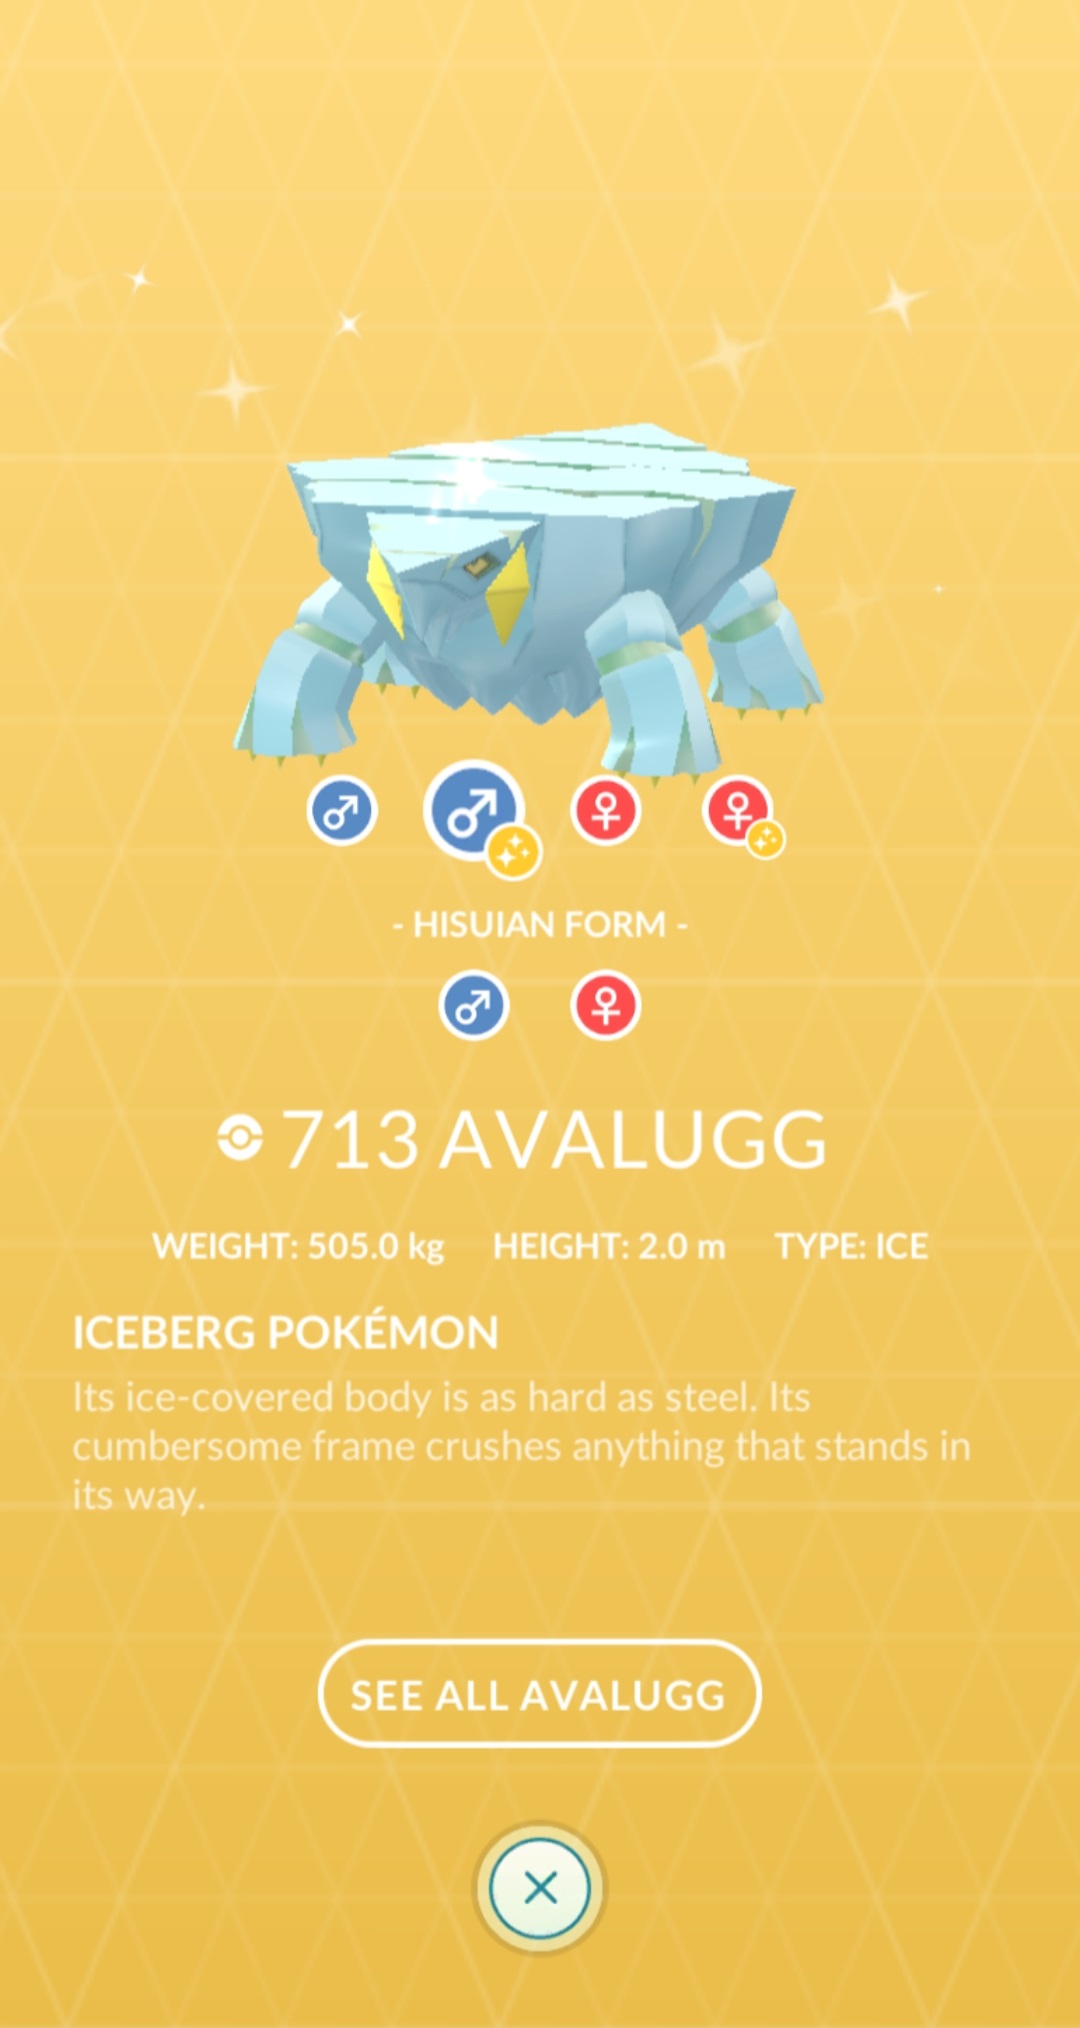 - HISUIAN FORM -
713 AVALUGG
WEIGHT: 505.0 kg HEIGHT: 2.0 m TYPE: ICE
ICEBERG POKÉMON
Its ice-covered body is as hard as steel. Its
cumbersome frame crushes anything that stands in
its way.
SEE ALL AVALUGG